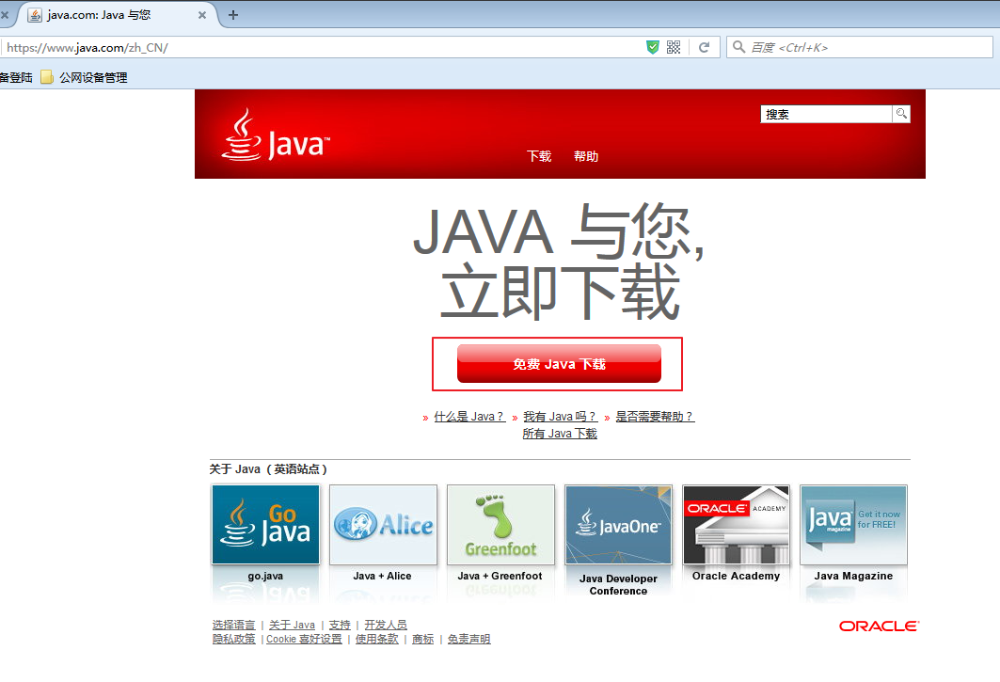 java.com: Java 与您
https://www.java.com/zh_CN/
百度 <Ctrl+K>
备登陆 公网设备管理
Java™
搜索
下载 帮助
JAVA 与您,
立即下载
免费 Java 下载
» 什么是 Java？ » 我有 Java 吗？ » 是否需要帮助？
所有 Java 下载
关于 Java （英语站点）
Go Java
Alice
Greenfoot
JavaOne™
ORACLE® ACADEMY
Java magazine Get it now for FREE!
go.java
Java + Alice
Java + Greenfoot
Java Developer Conference
Oracle Academy
Java Magazine
选择语言 | 关于 Java | 支持 | 开发人员
隐私政策 | Cookie 喜好设置 | 使用条款 | 商标 | 免责声明
ORACLE®